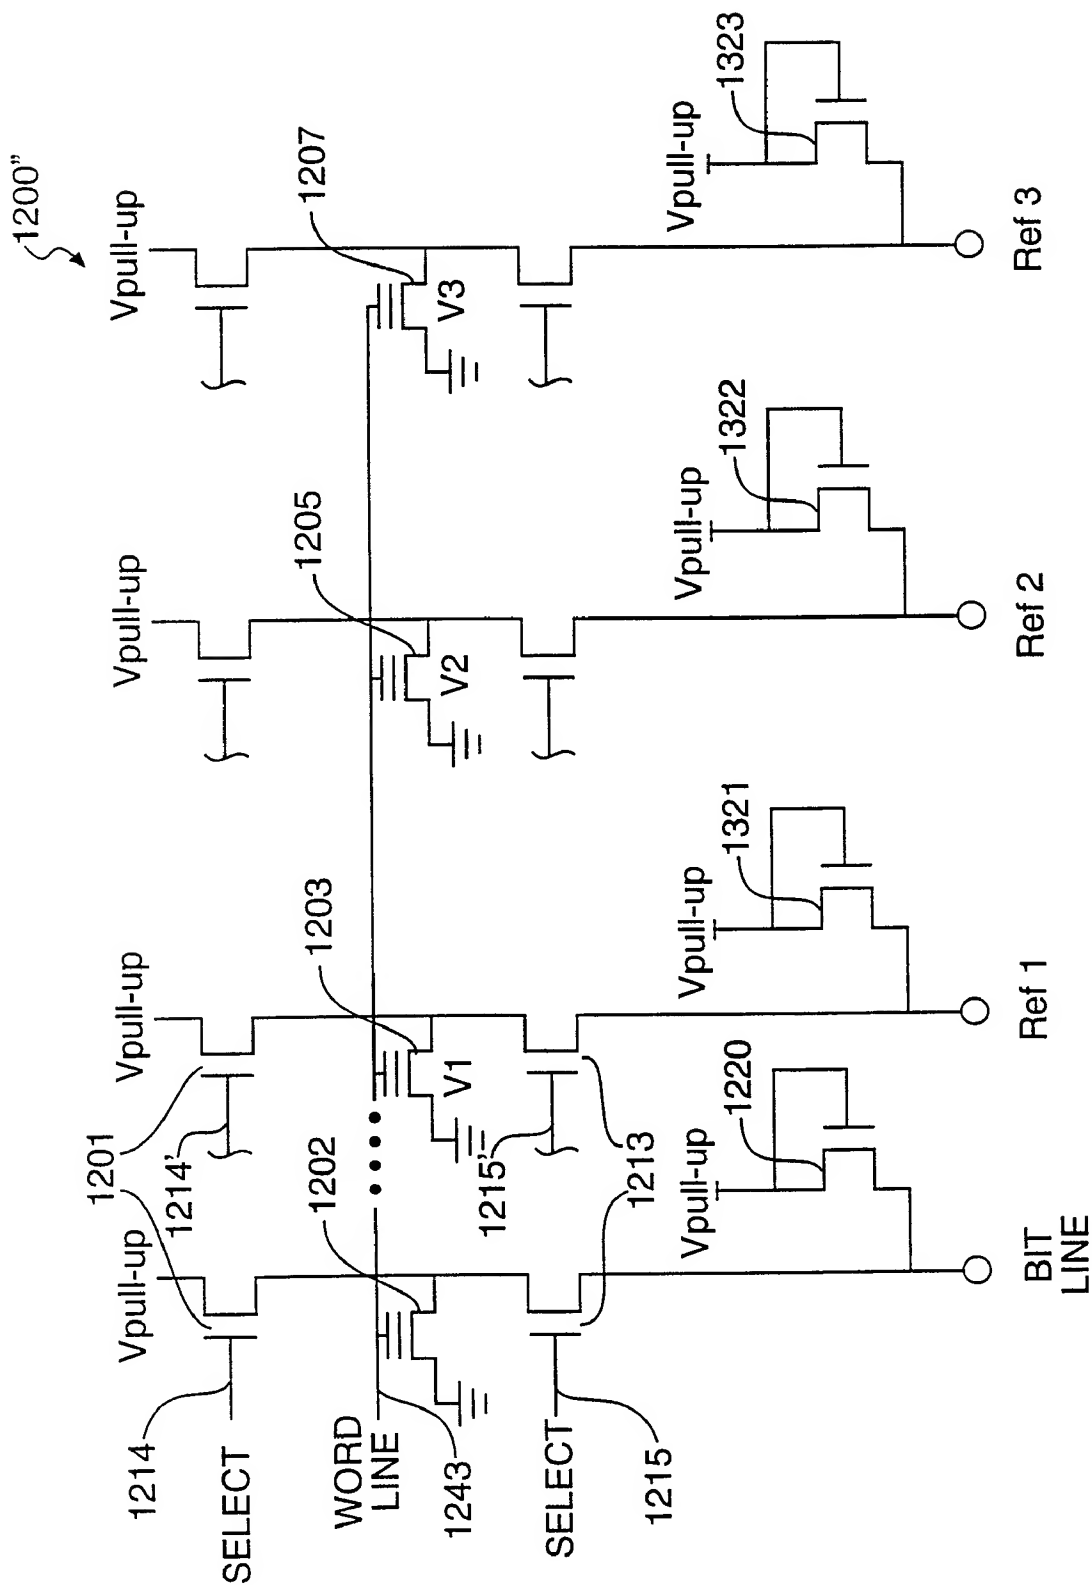 1200"
Vpull-up
Vpull-up
Vpull-up
Vpull-up
1201
1214'
1214
SELECT
1202
1203
1205
1207
V1
V2
V3
WORD
LINE
1243
1215'
1213
SELECT
1215
Vpull-up
1220
Vpull-up
1321
Vpull-up
1322
Vpull-up
1323
BIT
LINE
Ref 1
Ref 2
Ref 3